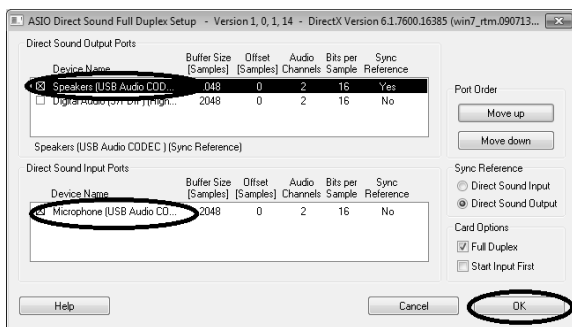 ASIO Direct Sound Full Duplex Setup - Version 1, 0, 1, 14 - DirectX Version 6.1.7600.16385 (win7_rtm.090713...
Direct Sound Output Ports
Device Name Buffer Size [Samples] Offset [Samples] Audio Channels Bits per Sample Sync Reference
Speakers (USB Audio COD... 2048 0 2 16 Yes
Digital Audio (S/PDIF) (High... 2048 0 2 16 No
Speakers (USB Audio CODEC ) (Sync Reference)
Direct Sound Input Ports
Device Name Buffer Size [Samples] Offset [Samples] Audio Channels Bits per Sample Sync Reference
Microphone (USB Audio CO... 2048 0 2 16 No
Port Order
Move up
Move down
Sync Reference
Direct Sound Input
Direct Sound Output
Card Options
Full Duplex
Start Input First
Help
Cancel
OK